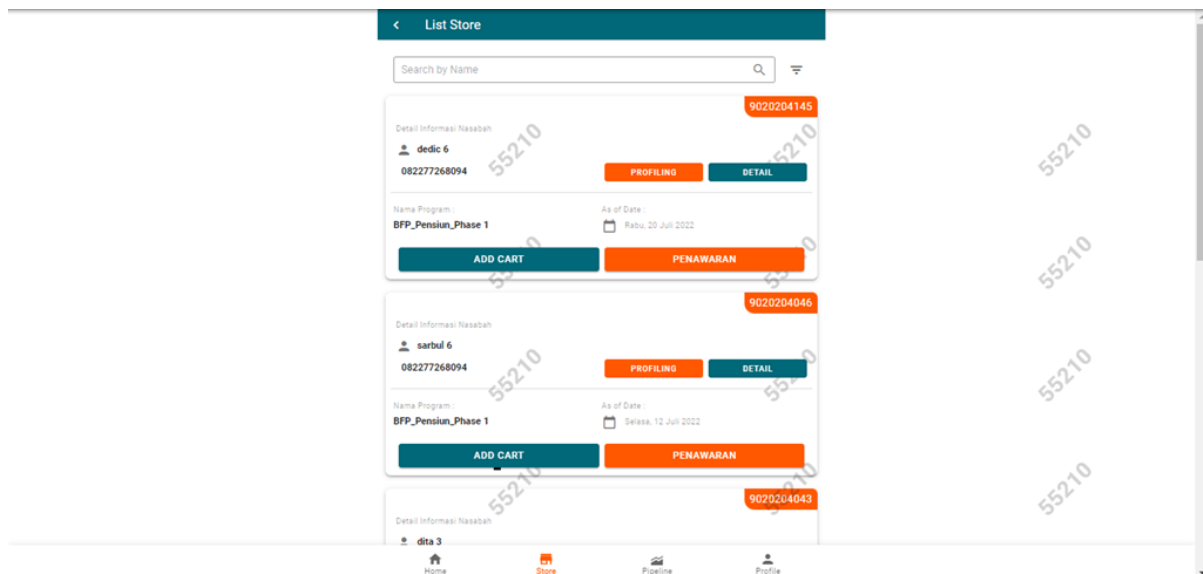 List Store
Search by Name
9020204145
Detail Informasi Nasabah
dedic 6
082277268094
PROFILING DETAIL
Nama Program : As of Date :
BFP_Pensiun_Phase 1 Rabu, 20 Juli 2022
ADD CART PENAWARAN
9020204046
Detail Informasi Nasabah
sarbul 6
082277268094
PROFILING DETAIL
Nama Program : As of Date :
BFP_Pensiun_Phase 1 Selasa, 12 Juli 2022
ADD CART PENAWARAN
9020204043
Detail Informasi Nasabah
dita 3
Home Store Pipeline Profile
55210
55210
55210
55210
55210
55210
55210
55210
55210